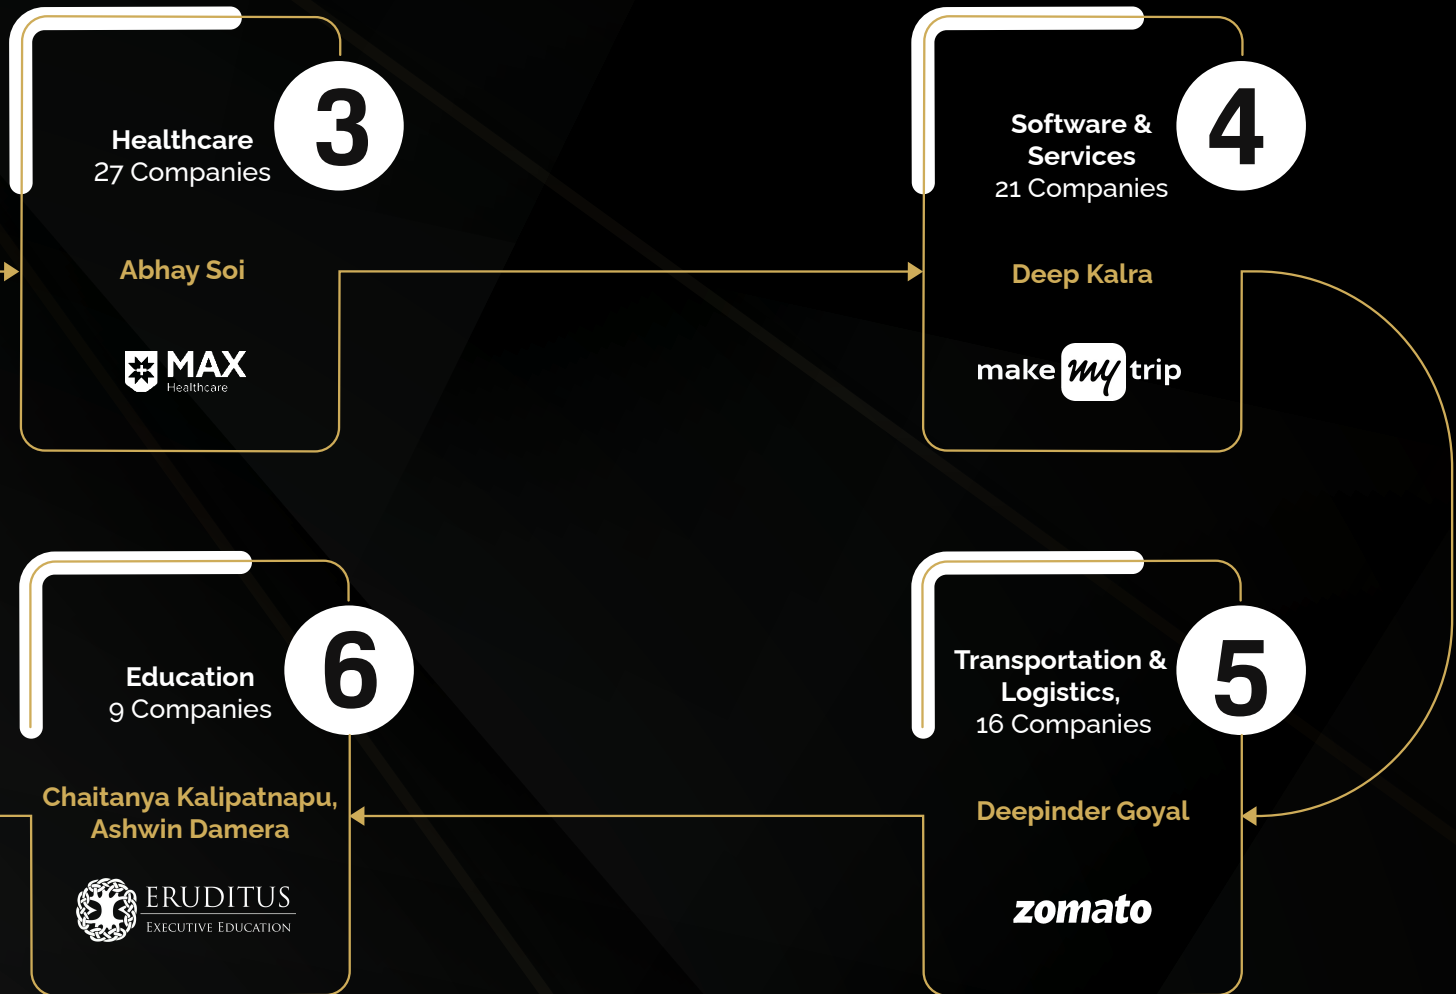 3
Healthcare
27 Companies
Abhay Soi
MAX
Healthcare
4
Software &
Services
21 Companies
Deep Kalra
make my trip
5
Transportation &
Logistics,
16 Companies
Deepinder Goyal
zomato
6
Education
9 Companies
Chaitanya Kalipatnapu,
Ashwin Damera
ERUDITUS
EXECUTIVE EDUCATION